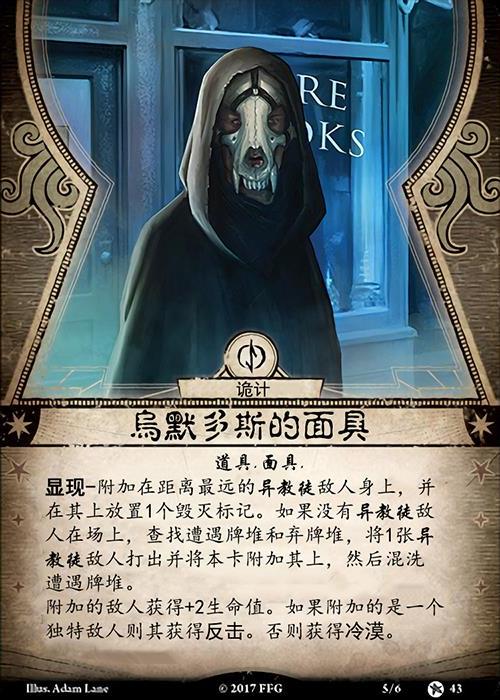 RE
OKS
诡计
烏默多斯的面具
道具.面具.
显现–附加在距离最远的异教徒敌人身上，并
在其上放置1个毁灭标记。如果没有异教徒敌
人在场上，查找遭遇牌堆和弃牌堆，将1张异
教徒敌人打出并将本卡附加其上，然后混洗
遭遇牌堆。
附加的敌人获得+2生命值。如果附加的是一个
独特敌人则其获得反击。否则获得冷漠。
Illus. Adam Lane © 2017 FFG 5/6 43